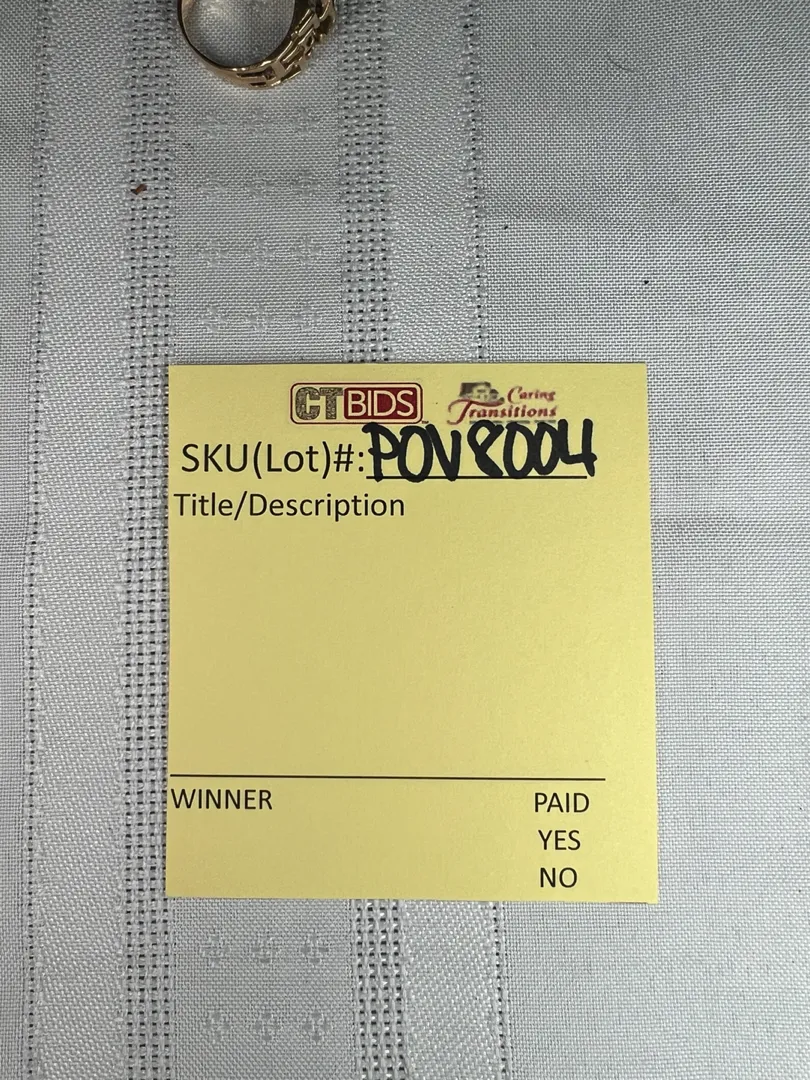 CTBIDS
Caring
Transitions
SKU(Lot)#:POV8004
Title/Description
WINNER
PAID
YES
NO